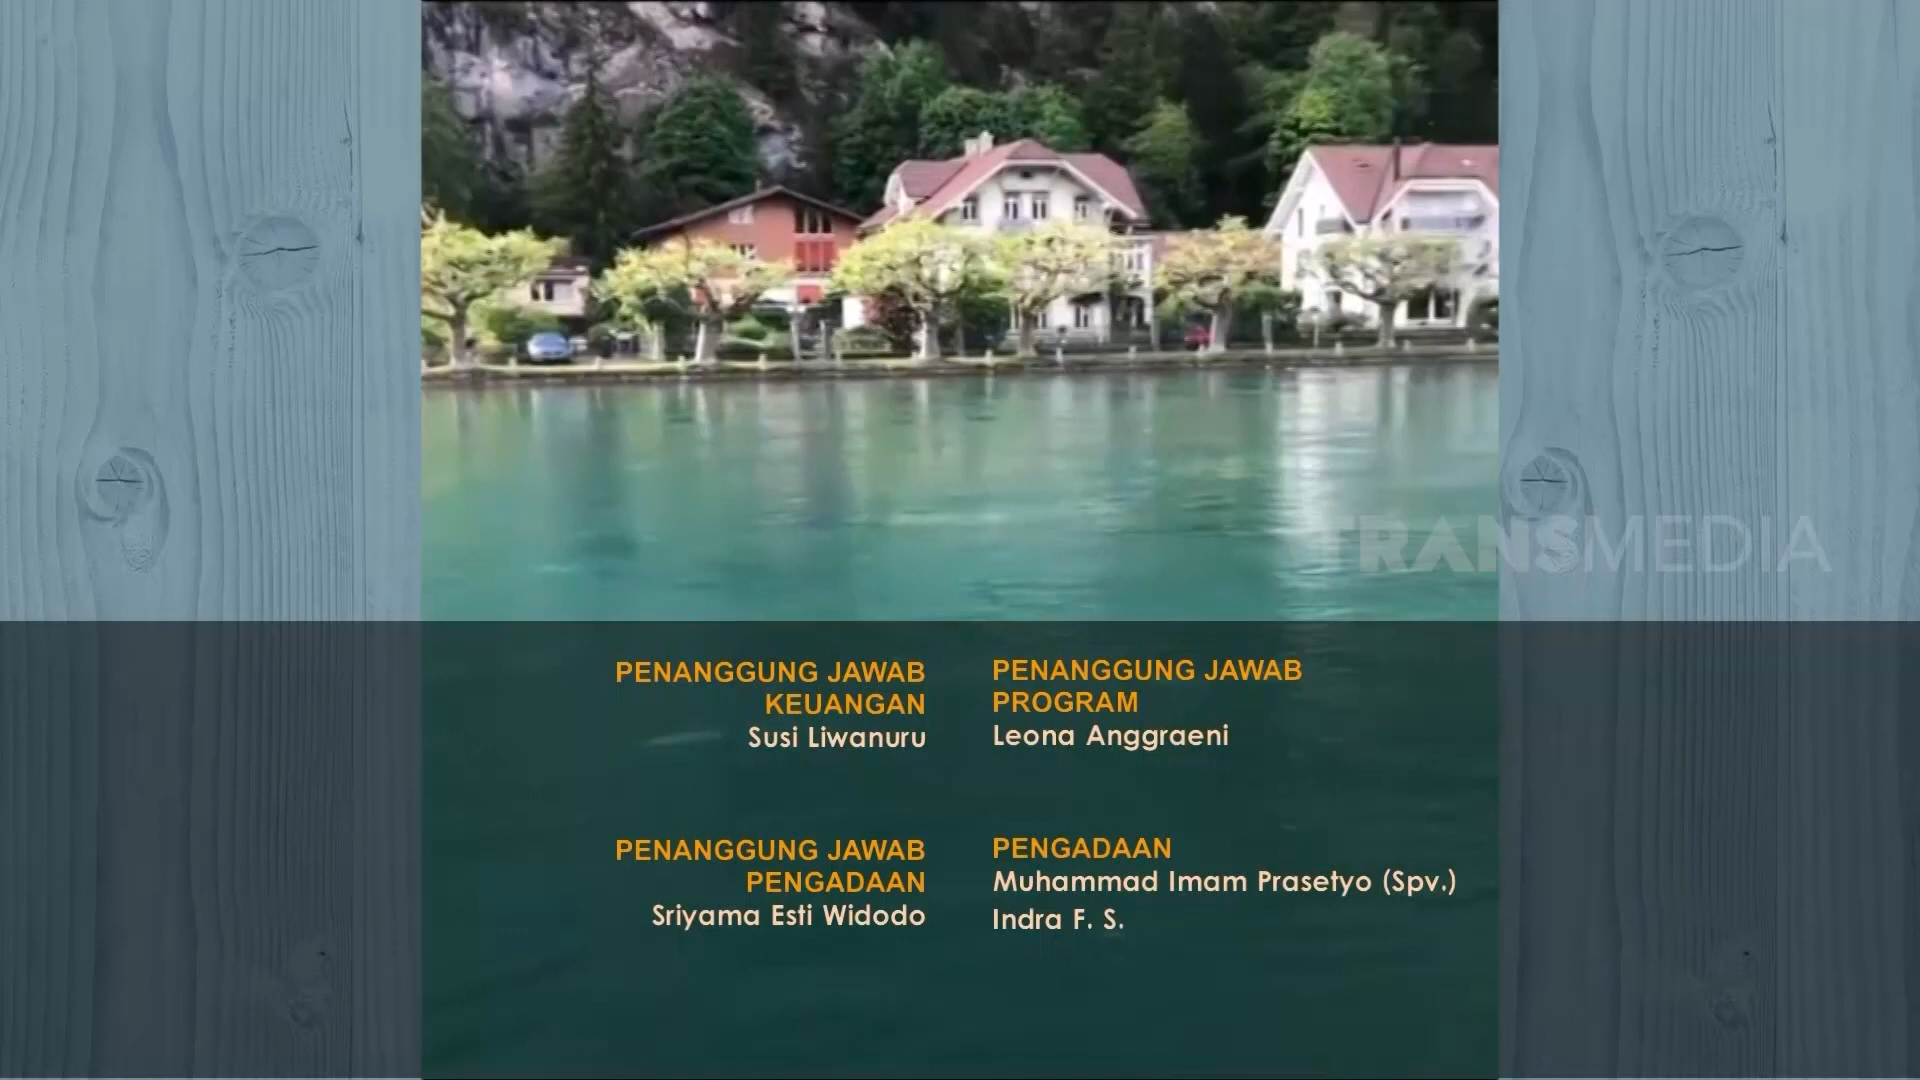 TRANSMEDIA
PENANGGUNG JAWAB
KEUANGAN
Susi Liwanuru
PENANGGUNG JAWAB
PROGRAM
Leona Anggraeni
PENANGGUNG JAWAB
PENGADAAN
Sriyama Esti Widodo
PENGADAAN
Muhammad Imam Prasetyo (Spv.)
Indra F. S.